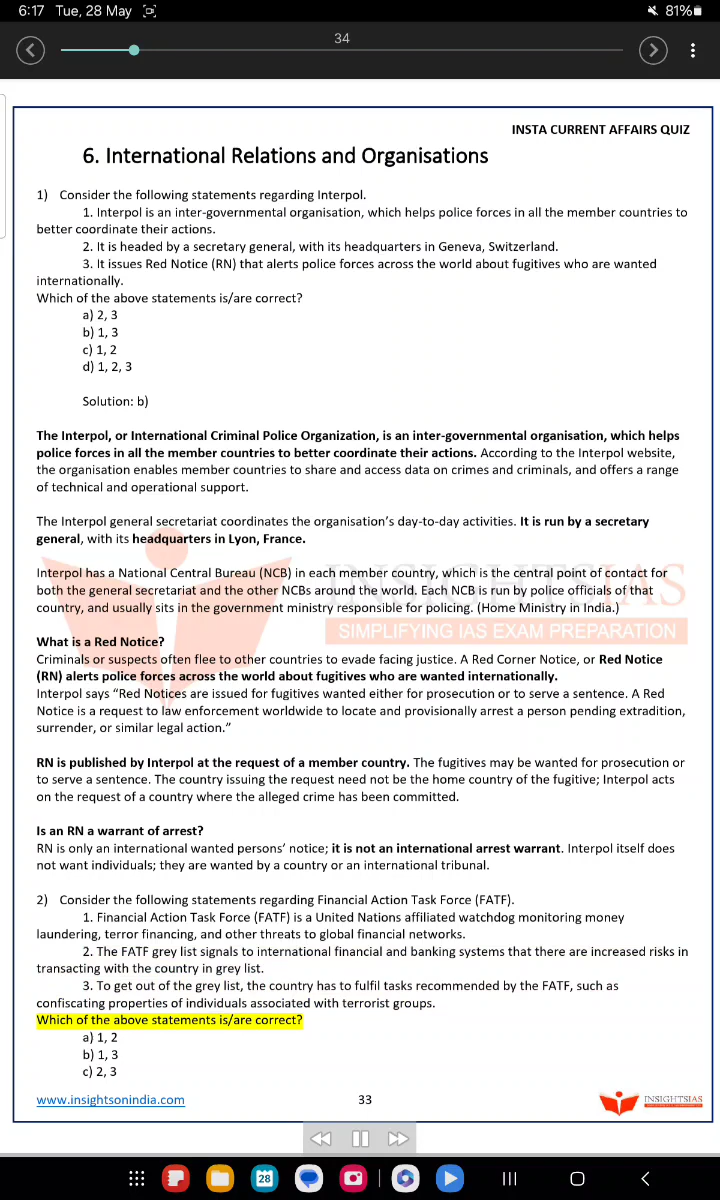 6:17 Tue, 28 May
81%
34
INSTA CURRENT AFFAIRS QUIZ
6. International Relations and Organisations
1) Consider the following statements regarding Interpol.
1. Interpol is an inter-governmental organisation, which helps police forces in all the member countries to
better coordinate their actions.
2. It is headed by a secretary general, with its headquarters in Geneva, Switzerland.
3. It issues Red Notice (RN) that alerts police forces across the world about fugitives who are wanted
internationally.
Which of the above statements is/are correct?
a) 2, 3
b) 1, 3
c) 1, 2
d) 1, 2, 3
Solution: b)
The Interpol, or International Criminal Police Organization, is an inter-governmental organisation, which helps
police forces in all the member countries to better coordinate their actions. According to the Interpol website,
the organisation enables member countries to share and access data on crimes and criminals, and offers a range
of technical and operational support.
The Interpol general secretariat coordinates the organisation's day-to-day activities. It is run by a secretary
general, with its headquarters in Lyon, France.
Interpol has a National Central Bureau (NCB) in each member country, which is the central point of contact for
both the general secretariat and the other NCBs around the world. Each NCB is run by police officials of that
country, and usually sits in the government ministry responsible for policing. (Home Ministry in India.)
INSIGHTSIAS
SIMPLIFYING IAS EXAM PREPARATION
What is a Red Notice?
Criminals or suspects often flee to other countries to evade facing justice. A Red Corner Notice, or Red Notice
(RN) alerts police forces across the world about fugitives who are wanted internationally.
Interpol says “Red Notices are issued for fugitives wanted either for prosecution or to serve a sentence. A Red
Notice is a request to law enforcement worldwide to locate and provisionally arrest a person pending extradition,
surrender, or similar legal action.”
RN is published by Interpol at the request of a member country. The fugitives may be wanted for prosecution or
to serve a sentence. The country issuing the request need not be the home country of the fugitive; Interpol acts
on the request of a country where the alleged crime has been committed.
Is an RN a warrant of arrest?
RN is only an international wanted persons' notice; it is not an international arrest warrant. Interpol itself does
not want individuals; they are wanted by a country or an international tribunal.
2) Consider the following statements regarding Financial Action Task Force (FATF).
1. Financial Action Task Force (FATF) is a United Nations affiliated watchdog monitoring money
laundering, terror financing, and other threats to global financial networks.
2. The FATF grey list signals to international financial and banking systems that there are increased risks in
transacting with the country in grey list.
3. To get out of the grey list, the country has to fulfil tasks recommended by the FATF, such as
confiscating properties of individuals associated with terrorist groups.
Which of the above statements is/are correct?
a) 1, 2
b) 1, 3
c) 2, 3
www.insightsonindia.com
33
INSIGHTSIAS
28